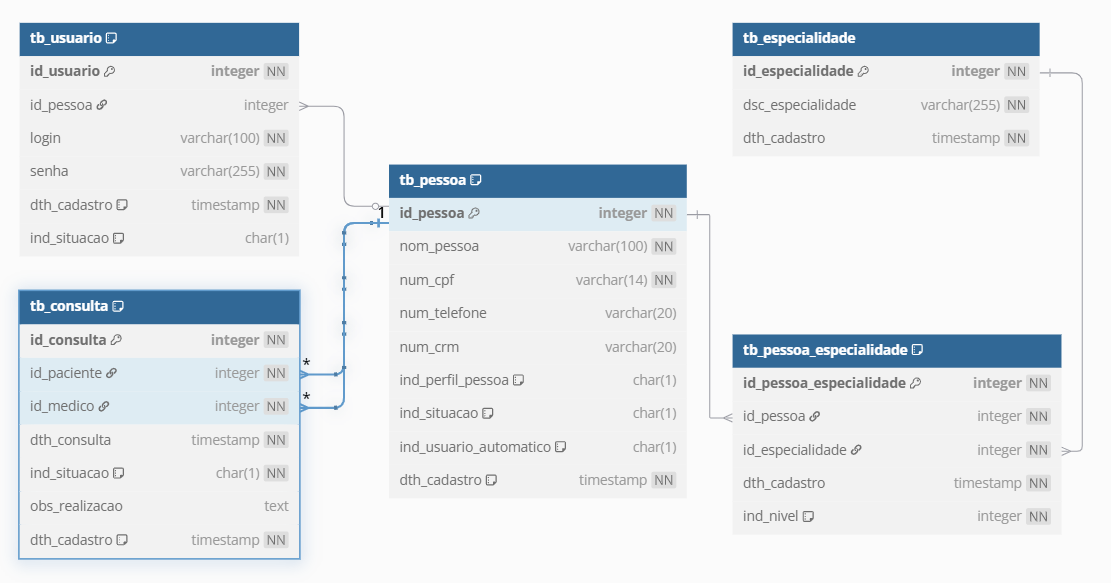 tb_usuario
id_usuario integer NN
id_pessoa integer
login varchar(100) NN
senha varchar(255) NN
dth_cadastro timestamp NN
ind_situacao char(1)
tb_consulta
id_consulta integer NN
id_paciente integer NN
id_medico integer NN
dth_consulta timestamp NN
ind_situacao char(1) NN
obs_realizacao text
dth_cadastro timestamp NN
*
*
1
tb_pessoa
id_pessoa integer NN
nom_pessoa varchar(100) NN
num_cpf varchar(14) NN
num_telefone varchar(20)
num_crm varchar(20)
ind_perfil_pessoa char(1)
ind_situacao char(1)
ind_usuario_automatico char(1)
dth_cadastro timestamp NN
tb_especialidade
id_especialidade integer NN
dsc_especialidade varchar(255) NN
dth_cadastro timestamp NN
tb_pessoa_especialidade
id_pessoa_especialidade integer NN
id_pessoa integer NN
id_especialidade integer NN
dth_cadastro timestamp NN
ind_nivel integer NN